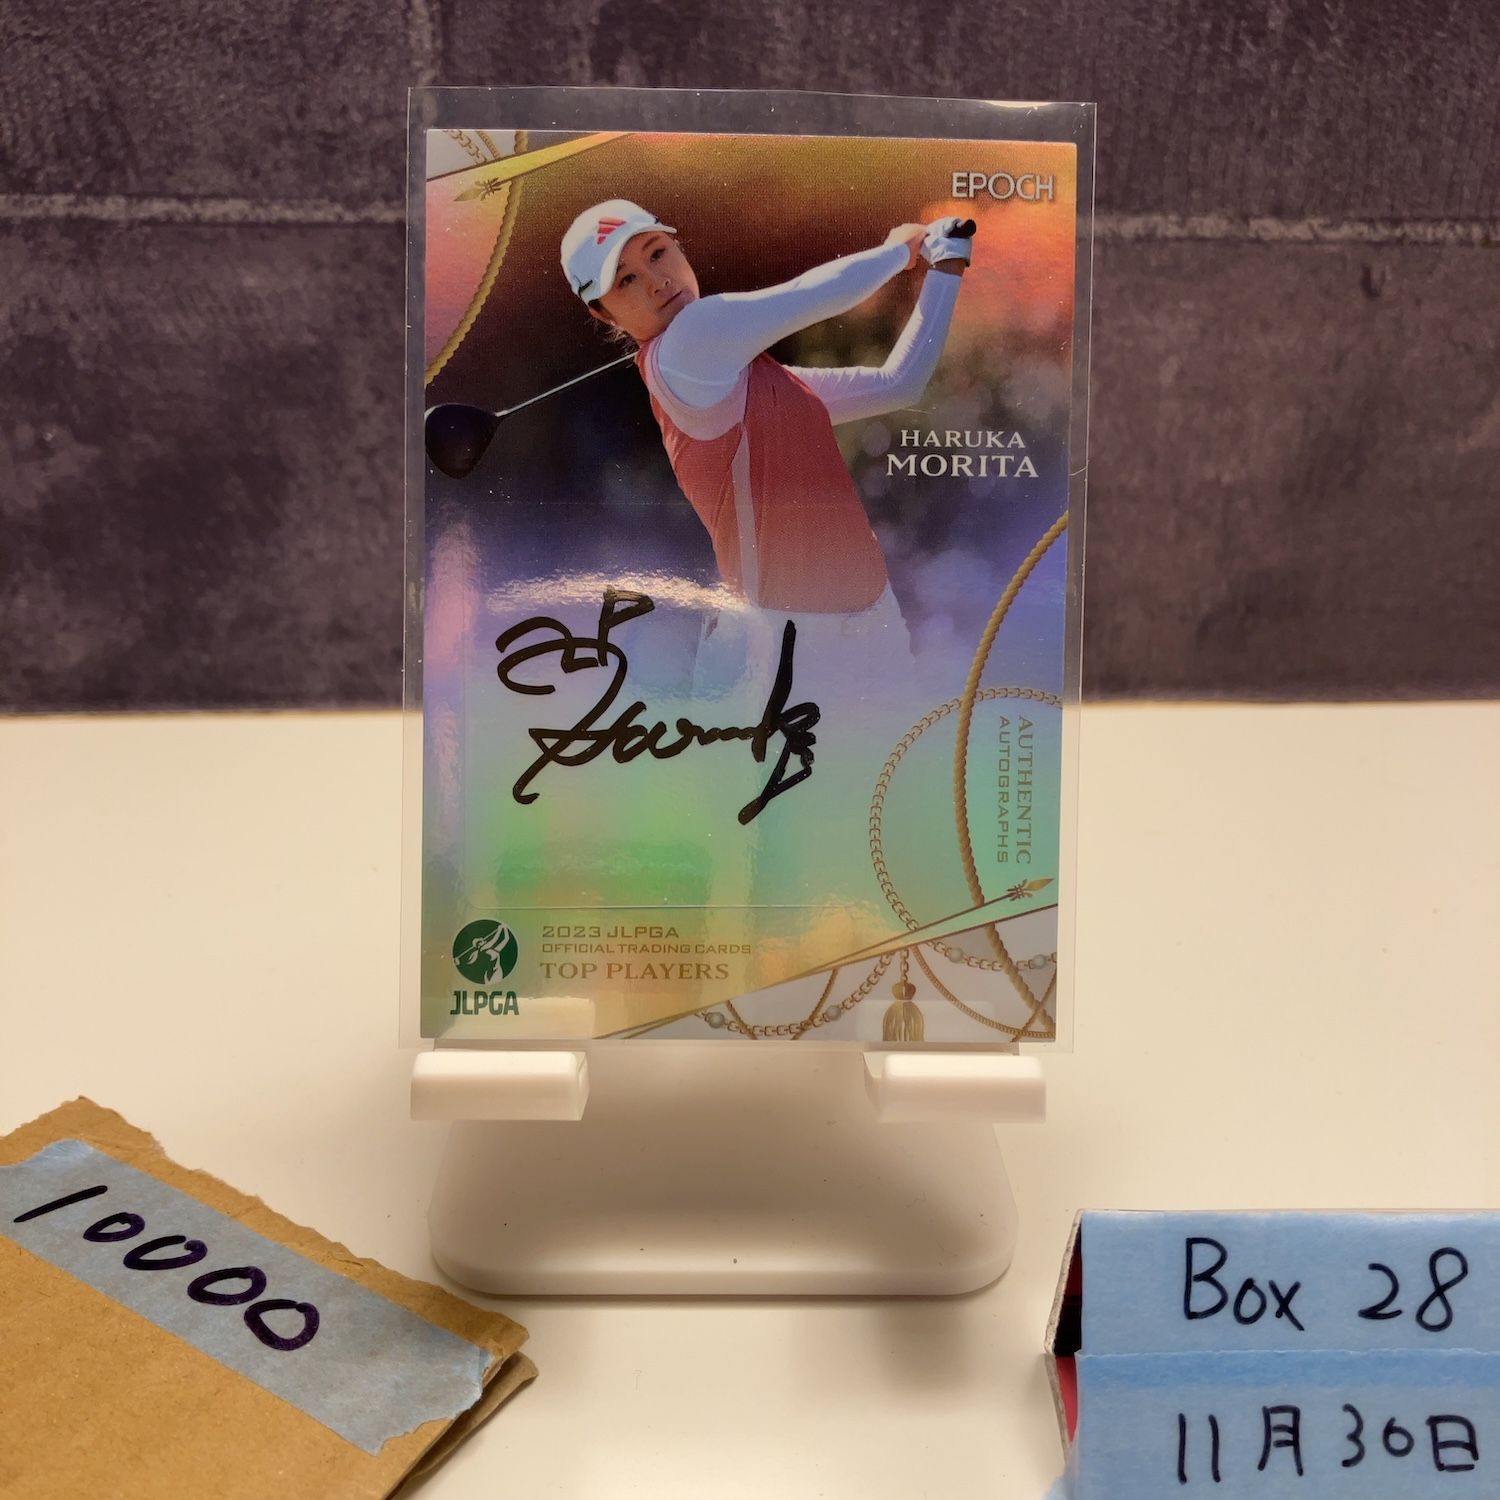 EPOCH
HARUKA
MORITA
Haruka
AUTHENTIC
AUTOGRAPHS
2023 JLPGA
OFFICIAL TRADING CARDS
TOP PLAYERS
JLPGA
10000
Box 28
11月30日